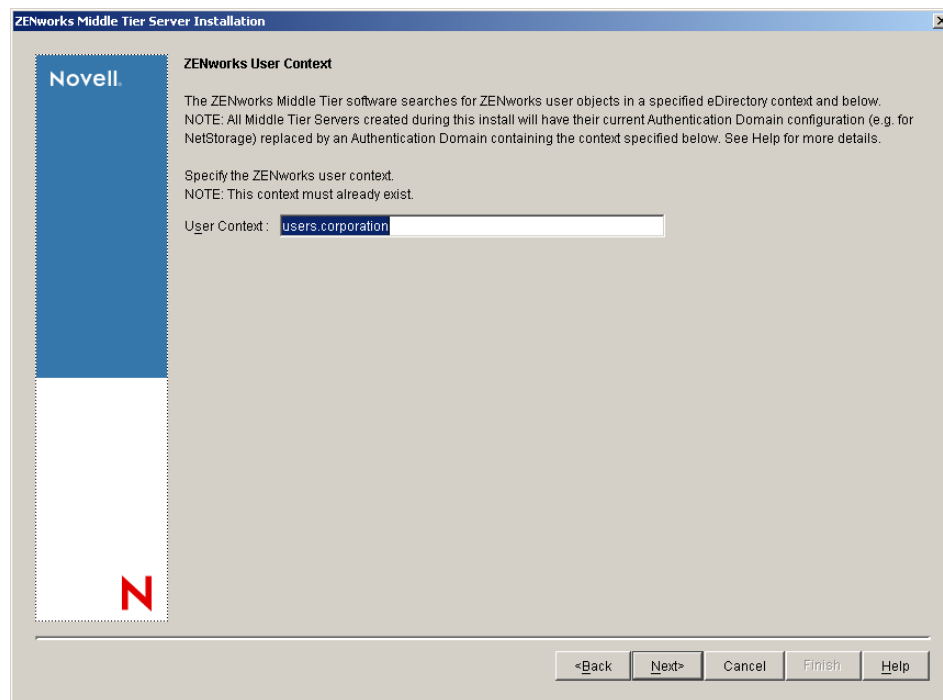 ZENworks Middle Tier Server Installation
Novell.
ZENworks User Context
The ZENworks Middle Tier software searches for ZENworks user objects in a specified eDirectory context and below.
NOTE: All Middle Tier Servers created during this install will have their current Authentication Domain configuration (e.g. for
NetStorage) replaced by an Authentication Domain containing the context specified below. See Help for more details.
Specify the ZENworks user context.
NOTE: This context must already exist.
User Context : users.corporation
N
<Back Next> Cancel Finish Help